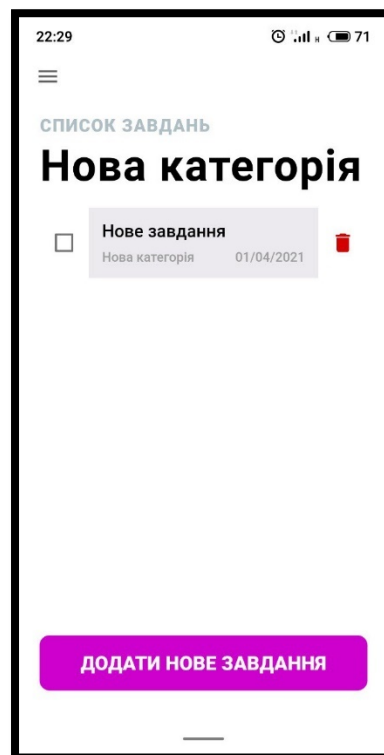 22:29 H 71
СПИСОК ЗАВДАНЬ
Нова категорія
Нове завдання
Нова категорія 01/04/2021
ДОДАТИ НОВЕ ЗАВДАННЯ